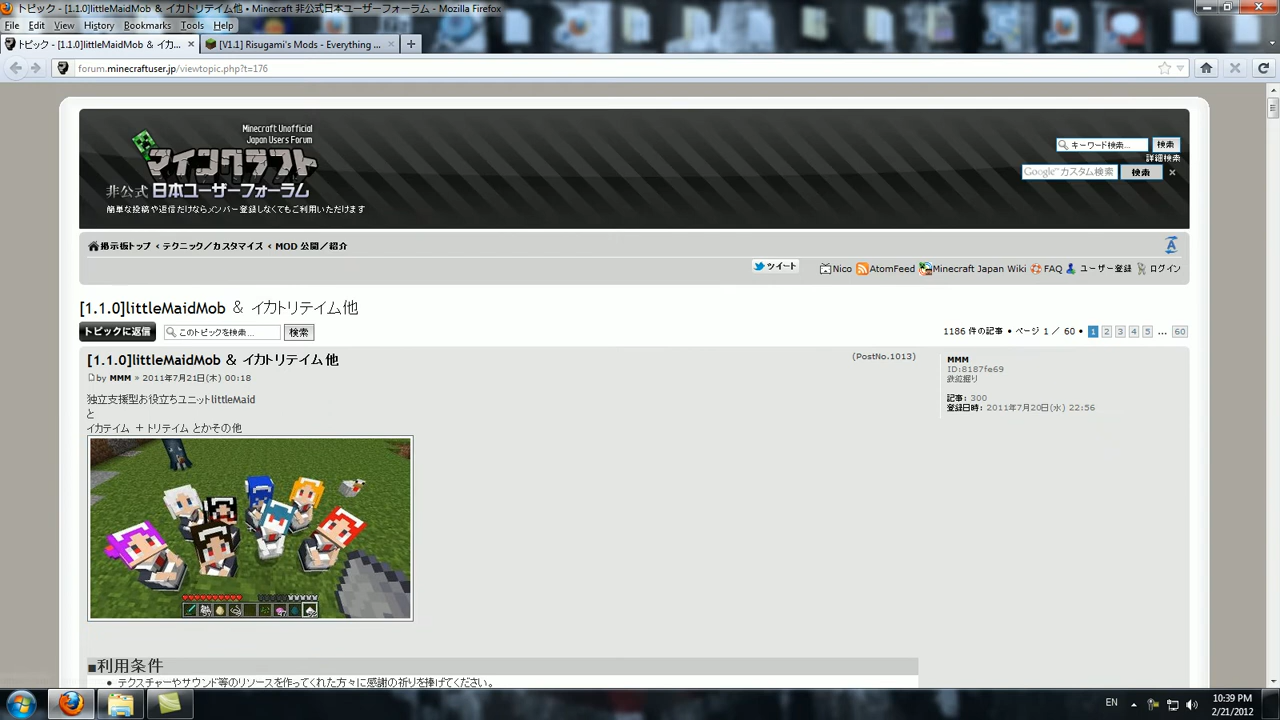 トピック - [1.1.0]littleMaidMob ＆ イカトリテイム他 • Minecraft 非公式日本ユーザーフォーラム - Mozilla Firefox
File Edit View History Bookmarks Tools Help
トピック - [1.1.0]littleMaidMob ＆ イカ...
[V1.1] Risugami's Mods - Everything ...
forum.minecraftuser.jp/viewtopic.php?t=176
Minecraft Unofficial
Japan Users Forum
マインクラフト
非公式 日本ユーザーフォーラム
簡単な投稿や返信だけならメンバー登録しなくてもご利用いただけます
キーワード検索... 検索
詳細検索
Google™ カスタム検索 検索
掲示板トップ ‹ テクニック／カスタマイズ ‹ MOD 公開／紹介
ツイート Nico AtomFeed Minecraft Japan Wiki FAQ ユーザー登録 ログイン
[1.1.0]littleMaidMob ＆ イカトリテイム他
トピックに返信 このトピックを検索... 検索
1186 件の記事 • ページ 1 ／ 60 • 1 2 3 4 5 ... 60
[1.1.0]littleMaidMob ＆ イカトリテイム他
(PostNo.1013)
by MMM » 2011年7月21日(木) 00:18
MMM
ID:8187fe69
鉄鉱掘り
記事: 300
登録日時: 2011年7月20日(水) 22:56
独立支援型お役立ちユニットlittleMaid
と
イカテイム ＋トリテイム とかその他
■利用条件
• テクスチャーやサウンド等のリソースを作ってくれた方々に感謝の祈りを捧げてください。
EN
10:39 PM
2/21/2012